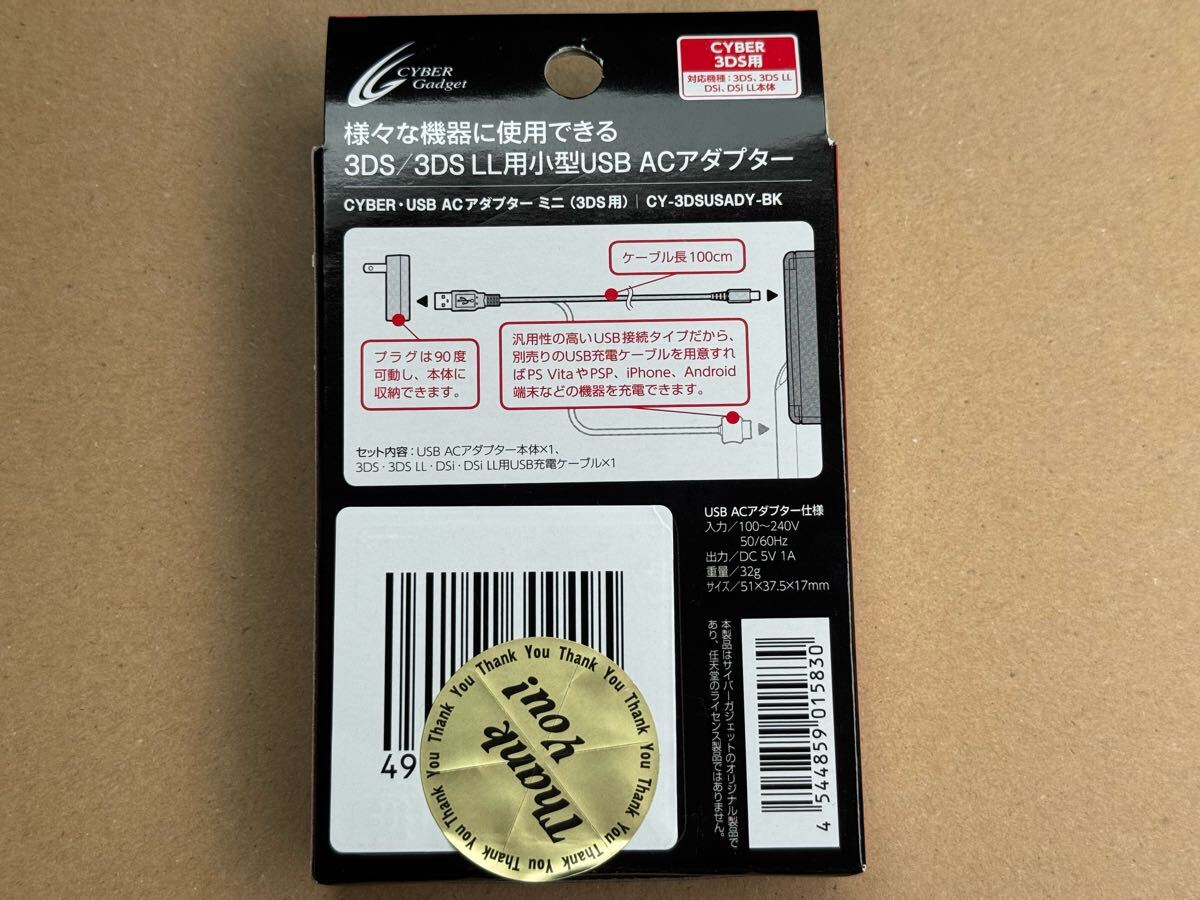 CYBER
Gadget
CYBER
3DS用
対応機種：3DS、3DS LL
DSi、DSi LL本体
様々な機器に使用できる
3DS/3DS LL用小型USB ACアダプター
CYBER・USB ACアダプター ミニ（3DS用）｜CY-3DSUSADY-BK
ケーブル長100cm
プラグは90度
可動し、本体に
収納できます。
汎用性の高いUSB接続タイプだから、
別売りのUSB充電ケーブルを用意すれ
ばPS VitaやPSP、iPhone、Android
端末などの機器を充電できます。
セット内容：USB ACアダプター本体×1、
3DS・3DS LL・DSi・DSi LL用USB充電ケーブル×1
USB ACアダプター仕様
入力／100～240V
50/60Hz
出力／DC 5V 1A
重量／32g
サイズ／51×37.5×17mm
本製品はサイバーガジェットのオリジナル製品で
あり、任天堂のライセンス製品ではありません。
4 544859 015830
49
Thank You Thank You Thank You Thank You Thank You Thank You Thank You
Thank
you!